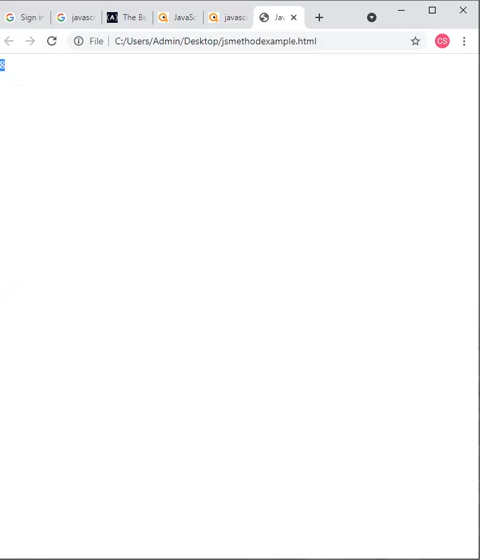 Sign in
javasc
The Be
JavaSc
javasc
Jav
File
C:/Users/Admin/Desktop/jsmethodexample.html
CS
8